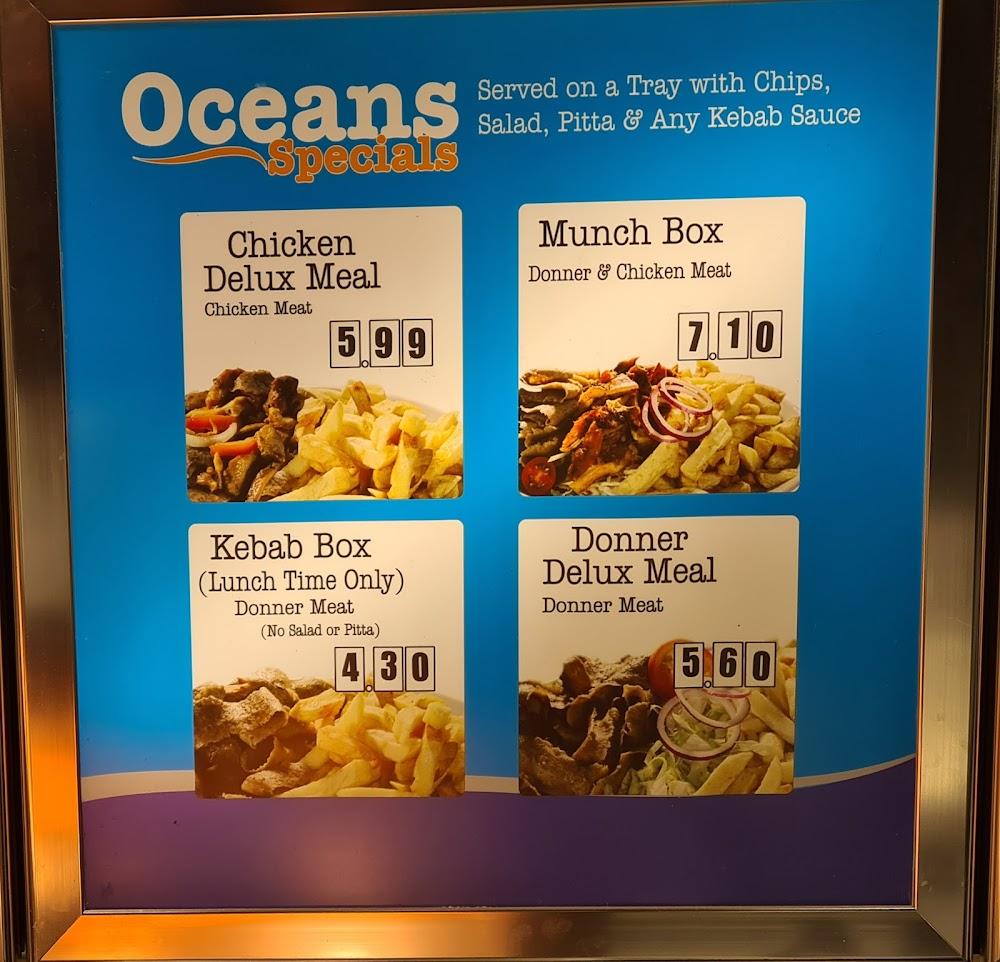 Oceans
Specials
Served on a Tray with Chips,
Salad, Pitta & Any Kebab Sauce
Chicken
Delux Meal
Chicken Meat
5.99
Munch Box
Donner & Chicken Meat
7.10
Kebab Box
(Lunch Time Only)
Donner Meat
(No Salad or Pitta)
4.30
Donner
Delux Meal
Donner Meat
5.60